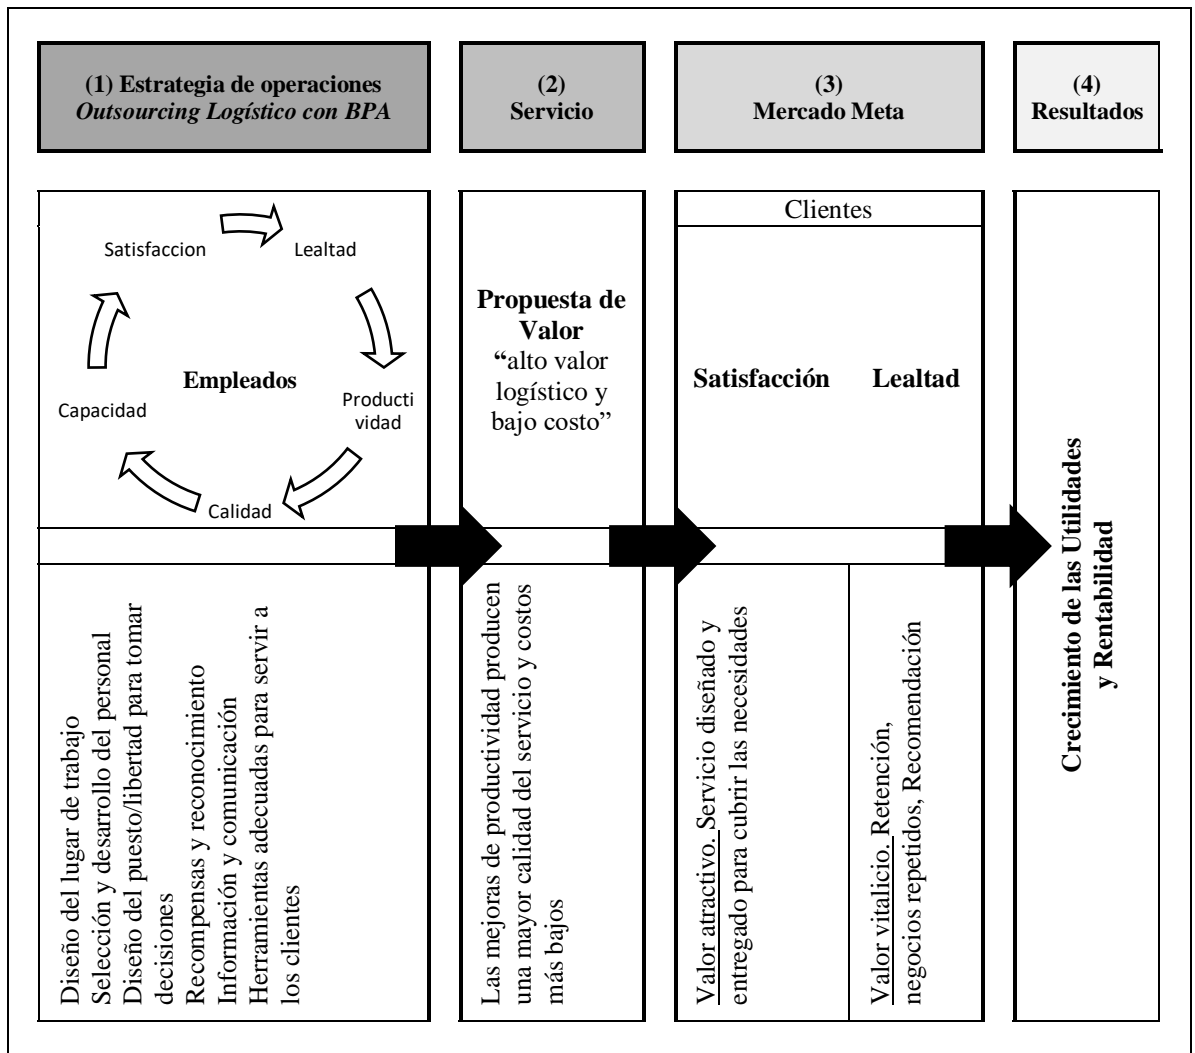 (1) Estrategia de operaciones
Outsourcing Logístico con BPA
(2)
Servicio
(3)
Mercado Meta
(4)
Resultados
Satisfaccion
Lealtad
Producti
vidad
Calidad
Capacidad
Empleados
Diseño del lugar de trabajo
Selección y desarrollo del personal
Diseño del puesto/libertad para tomar
decisiones
Recompensas y reconocimiento
Información y comunicación
Herramientas adecuadas para servir a
los clientes
Propuesta de
Valor
“alto valor
logístico y
bajo costo”
Las mejoras de productividad producen
una mayor calidad del servicio y costos
más bajos
Clientes
Satisfacción
Lealtad
Valor atractivo. Servicio diseñado y
entregado para cubrir las necesidades
Valor vitalicio. Retención,
negocios repetidos, Recomendación
Crecimiento de las Utilidades
y Rentabilidad